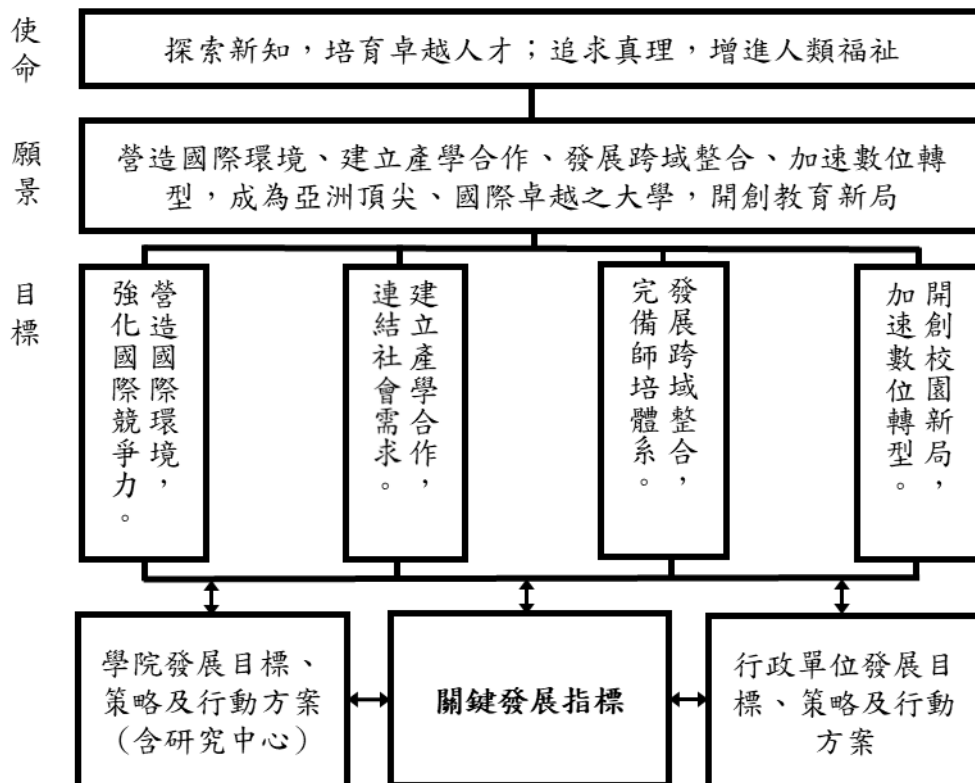 使命
探索新知，培育卓越人才；追求真理，增進人類福祉
願景
營造國際環境、建立產學合作、發展跨域整合、加速數位轉
型，成為亞洲頂尖、國際卓越之大學，開創教育新局
目標
營造國際環境，
強化國際競爭力。
建立產學合作，
連結社會需求。
發展跨域整合，
完備師培體系。
開創校園新局，
加速數位轉型。
學院發展目標、
策略及行動方案
（含研究中心）
關鍵發展指標
行政單位發展目
標、策略及行動
方案